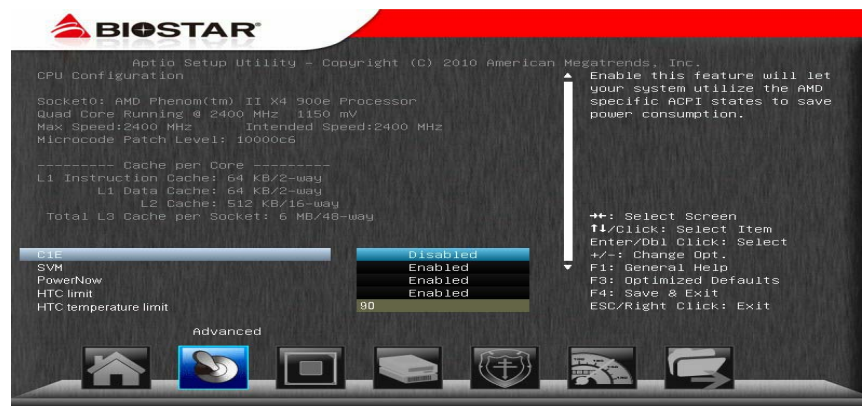 BIOSTAR®
Aptio Setup Utility - Copyright (C) 2010 American Megatrends, Inc.
CPU Configuration
Socket0: AMD Phenom(tm) II X4 900e Processor
Quad Core Running @ 2400 MHz 1150 mV
Max Speed:2400 MHz Intended Speed:2400 MHz
Microcode Patch Level: 10000c6
--------- Cache per Core ---------
L1 Instruction Cache: 64 KB/2-way
L1 Data Cache: 64 KB/2-way
L2 Cache: 512 KB/16-way
Total L3 Cache per Socket: 6 MB/48-way
C1E Disabled
SVM Enabled
PowerNow Enabled
HTC limit Enabled
HTC temperature limit 90
Enable this feature will let
your system utilize the AMD
specific ACPI states to save
power consumption.
→←: Select Screen
↑↓/Click: Select Item
Enter/Dbl Click: Select
+/-: Change Opt.
F1: General Help
F3: Optimized Defaults
F4: Save & Exit
ESC/Right Click: Exit
Advanced